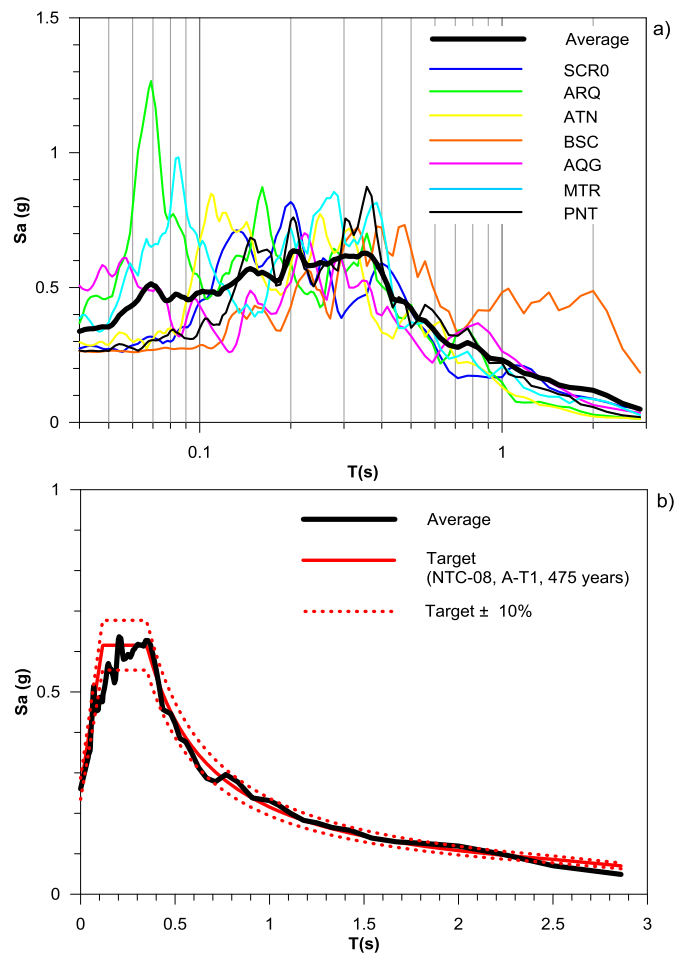 1.5
a)
Average
SCR0
ARQ
ATN
BSC
AQG
MTR
PNT
1
Sa (g)
0.5
0
0.1
1
T(s)
b)
1
Average
Target
(NTC-08, A-T1, 475 years)
Target ± 10%
Sa (g)
0.5
0
0
0.5
1
1.5
2
2.5
3
T(s)